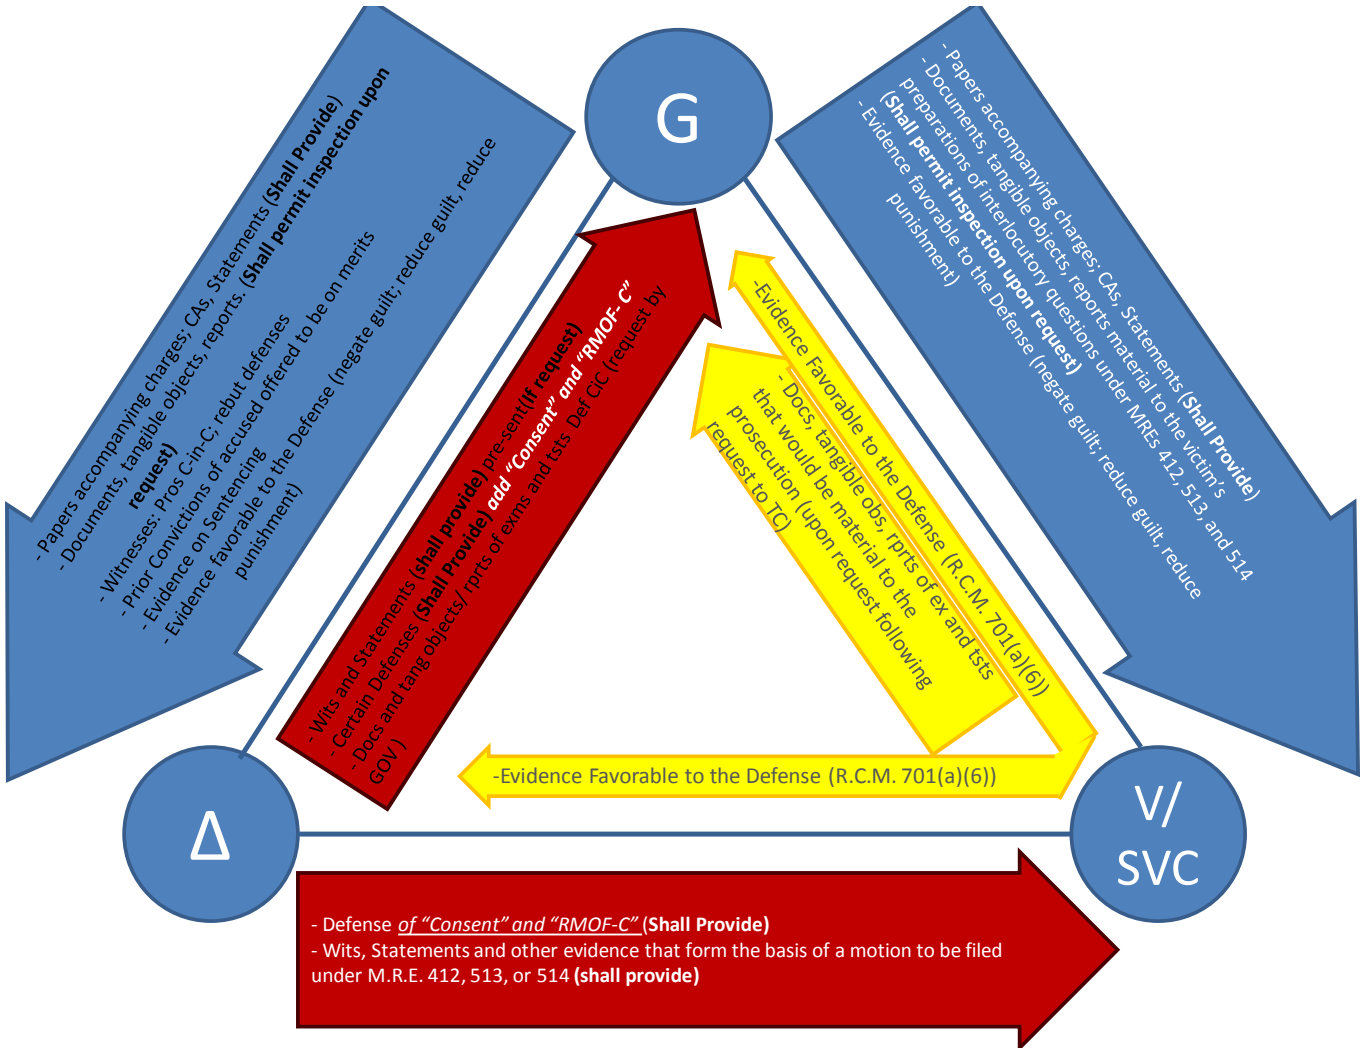 G
- Papers accompanying charges; CAs, Statements (Shall Provide)
- Documents, tangible objects, reports. (Shall permit inspection upon
request)
- Witnesses: Pros C-in-C; rebut defenses
- Prior Convictions of accused offered to be on merits
- Evidence on Sentencing
- Evidence favorable to the Defense (negate guilt; reduce guilt, reduce
punishment)
- Wits and Statements (shall provide) pre-sent(If request)
- Certain Defenses (Shall Provide) add "Consent" and "RMOF- C"
- Docs and tang objects/ rprts of exms and tsts Def CiC (request by
GOV )
-Evidence Favorable to the Defense (R.C.M. 701(a)(6))
- Docs, tangible obs, rprts of ex and tsts
that would be material to the
prosecution (upon request following
request to TC)
- Papers accompanying charges; CAs, Statements (Shall Provide)
- Documents, tangible objects, reports material to the victim's
preparations of interlocutory questions under MREs 412, 513, and 514
(Shall permit inspection upon request)
- Evidence favorable to the Defense (negate guilt; reduce guilt, reduce
punishment)
-Evidence Favorable to the Defense (R.C.M. 701(a)(6))
Δ
V/
SVC
- Defense of "Consent" and "RMOF-C" (Shall Provide)
- Wits, Statements and other evidence that form the basis of a motion to be filed
under M.R.E. 412, 513, or 514 (shall provide)